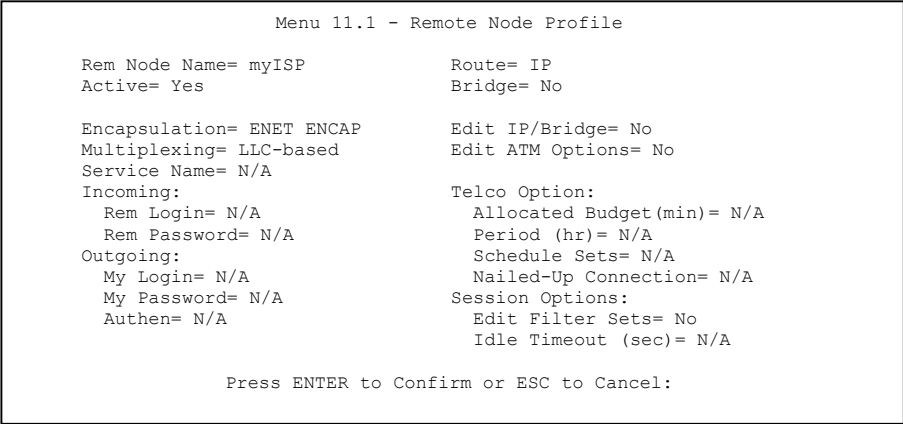 Menu 11.1 - Remote Node Profile
Rem Node Name= myISP Route= IP
Active= Yes Bridge= No
Encapsulation= ENET ENCAP Edit IP/Bridge= No
Multiplexing= LLC-based Edit ATM Options= No
Service Name= N/A
Incoming: Telco Option:
Rem Login= N/A Allocated Budget(min)= N/A
Rem Password= N/A Period (hr)= N/A
Outgoing: Schedule Sets= N/A
My Login= N/A Nailed-Up Connection= N/A
My Password= N/A Session Options:
Authen= N/A Edit Filter Sets= No
Idle Timeout (sec)= N/A
Press ENTER to Confirm or ESC to Cancel: